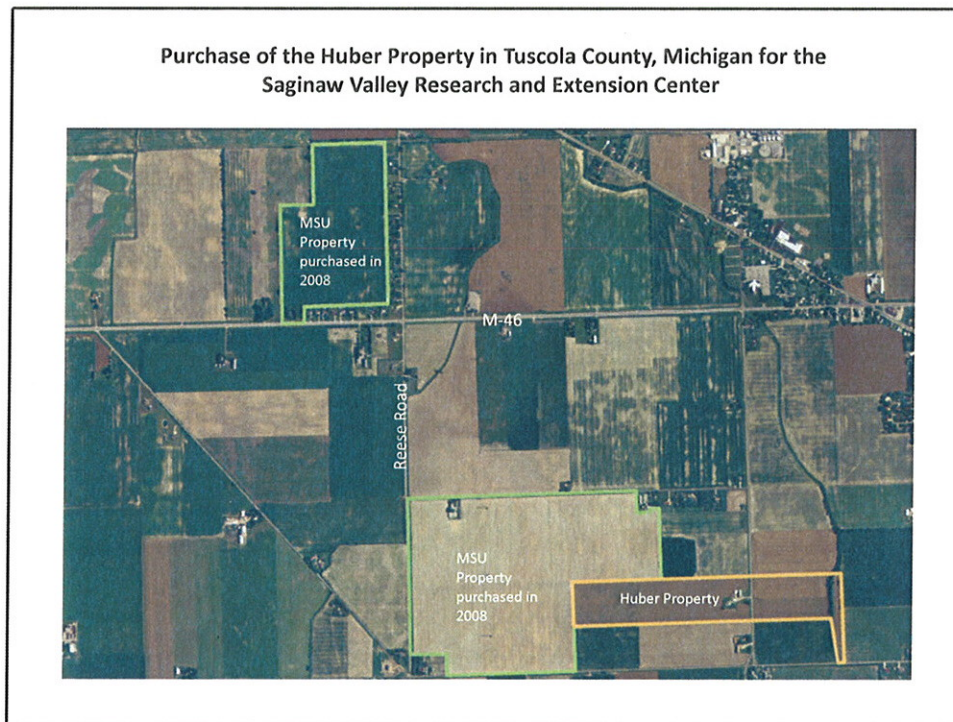 Purchase of the Huber Property in Tuscola County, Michigan for the
Saginaw Valley Research and Extension Center
MSU
Property
purchased in
2008
M-46
Reese Road
MSU
Property
purchased in
2008
Huber Property